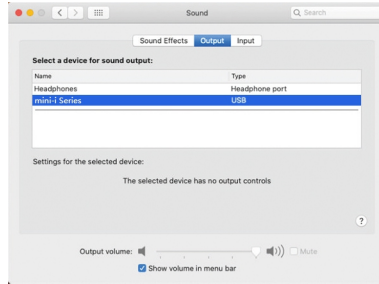 Sound
Search
Sound Effects Output Input
Select a device for sound output:
Name Type
Headphones Headphone port
mini-i Series USB
Settings for the selected device:
The selected device has no output controls
?
Output volume: Mute
Show volume in menu bar